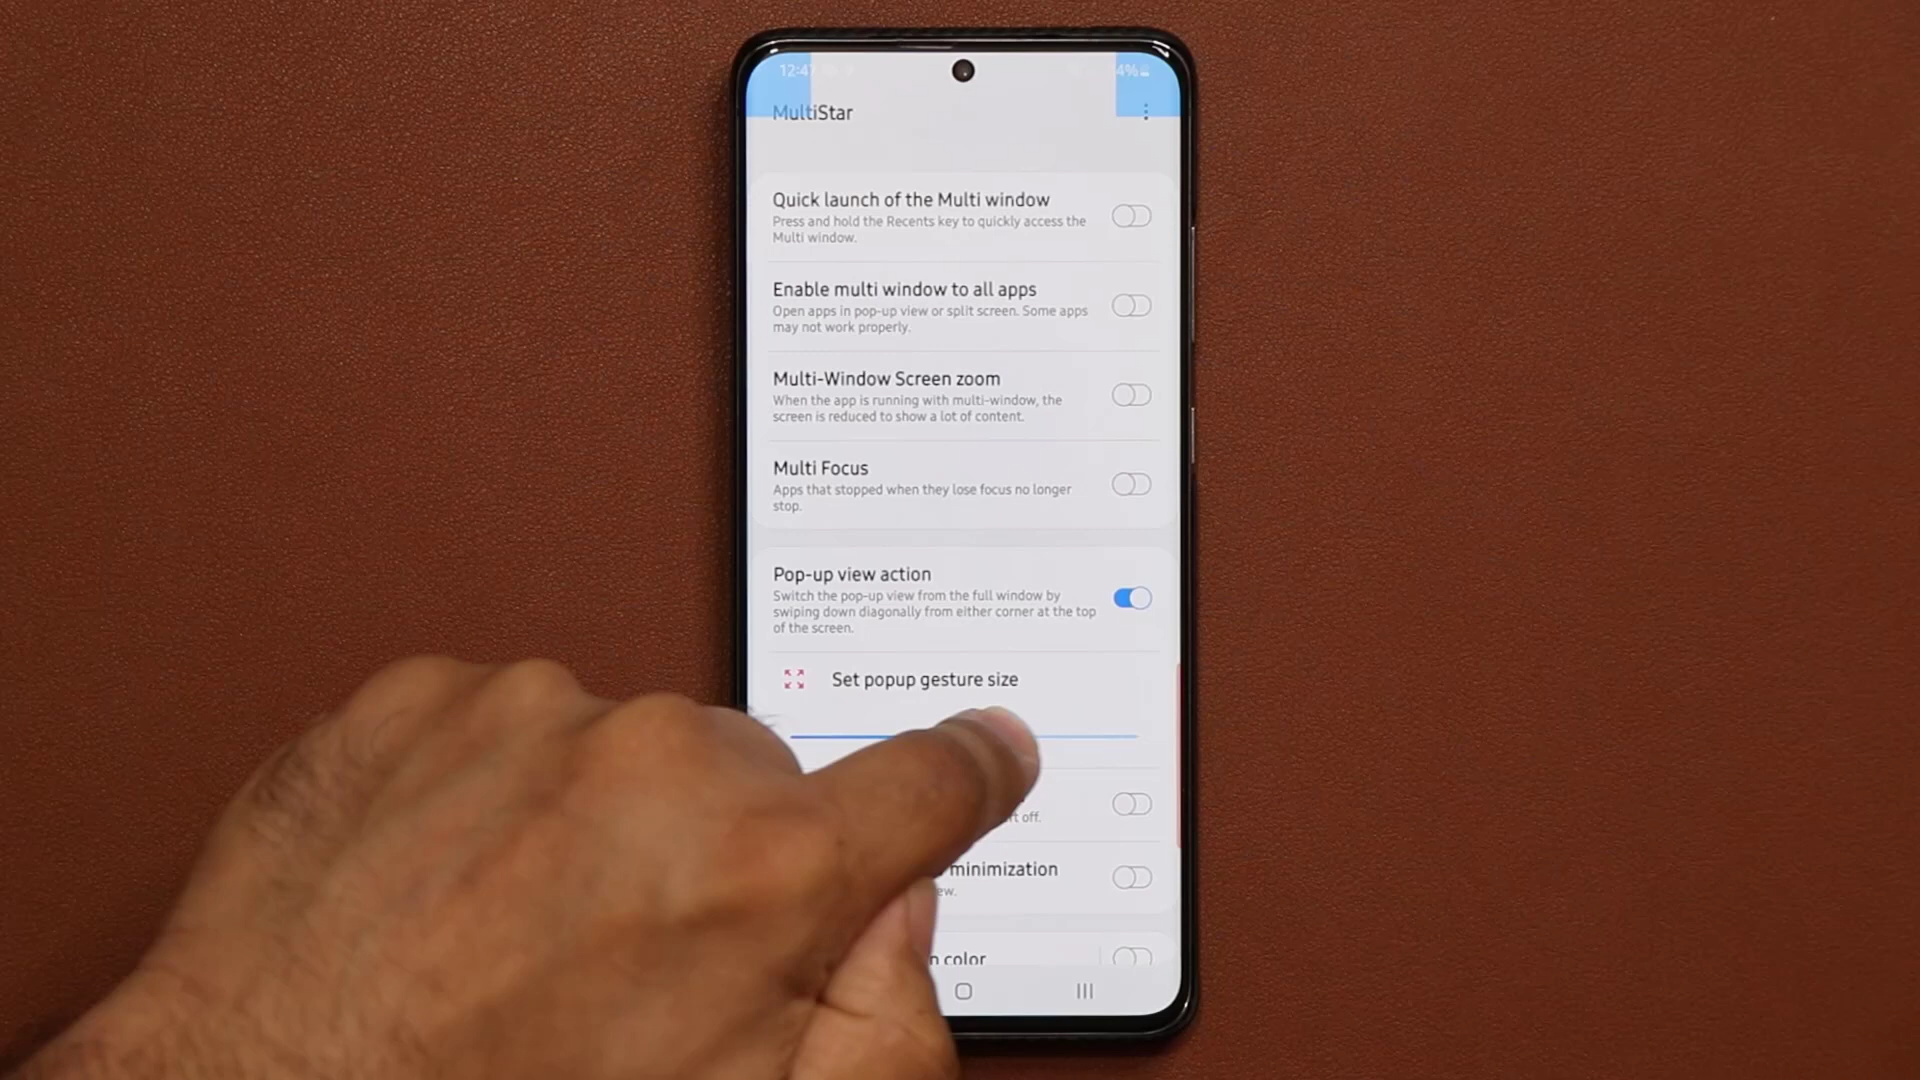 12:47
4%
MultiStar
Quick launch of the Multi window
Press and hold the Recents key to quickly access the
Multi window.
Enable multi window to all apps
Open apps in pop-up view or split screen. Some apps
may not work properly.
Multi-Window Screen zoom
When the app is running with multi-window, the
screen is reduced to show a lot of content.
Multi Focus
Apps that stopped when they lose focus no longer
stop.
Pop-up view action
Switch the pop-up view from the full window by
swiping down diagonally from either corner at the top
of the screen.
Set popup gesture size
off.
minimization
color